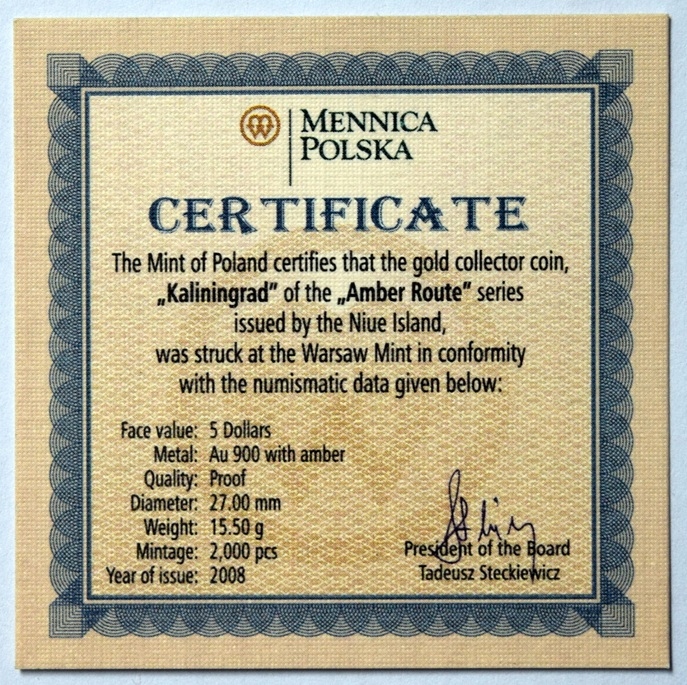 MENNICA
POLSKA
CERTIFICATE
The Mint of Poland certifies that the gold collector coin,
„Kaliningrad” of the „Amber Route” series
issued by the Niue Island,
was struck at the Warsaw Mint in conformity
with the numismatic data given below:
Face value: 5 Dollars
Metal: Au 900 with amber
Quality: Proof
Diameter: 27.00 mm
Weight: 15.50 g
Mintage: 2,000 pcs
Year of issue: 2008
President of the Board
Tadeusz Steckiewicz